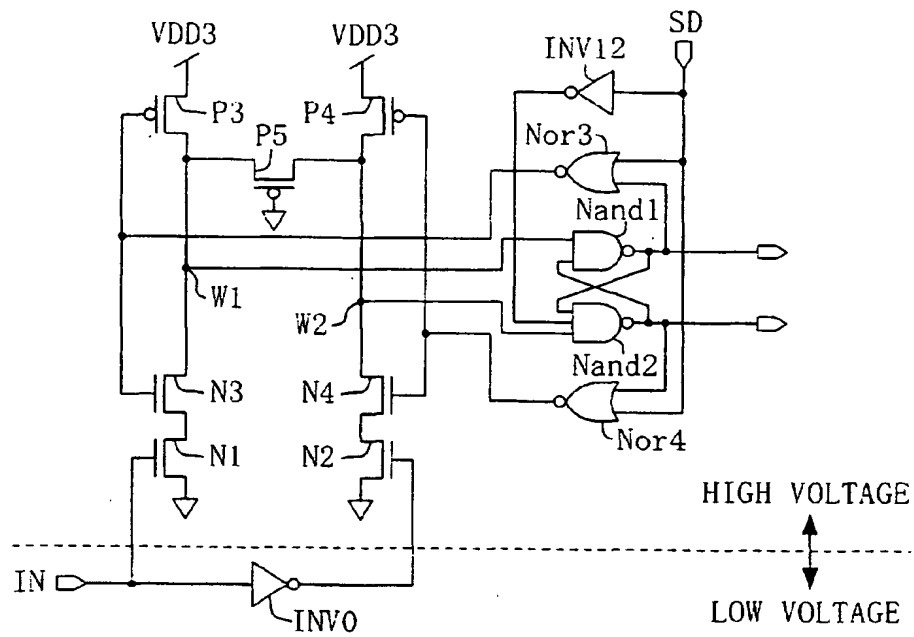 VDD3
VDD3
SD
INV12
P3
P4
P5
Nor3
Nand1
W1
W2
Nand2
N3
N4
Nor4
N1
N2
HIGH VOLTAGE
IN
INV0
LOW VOLTAGE